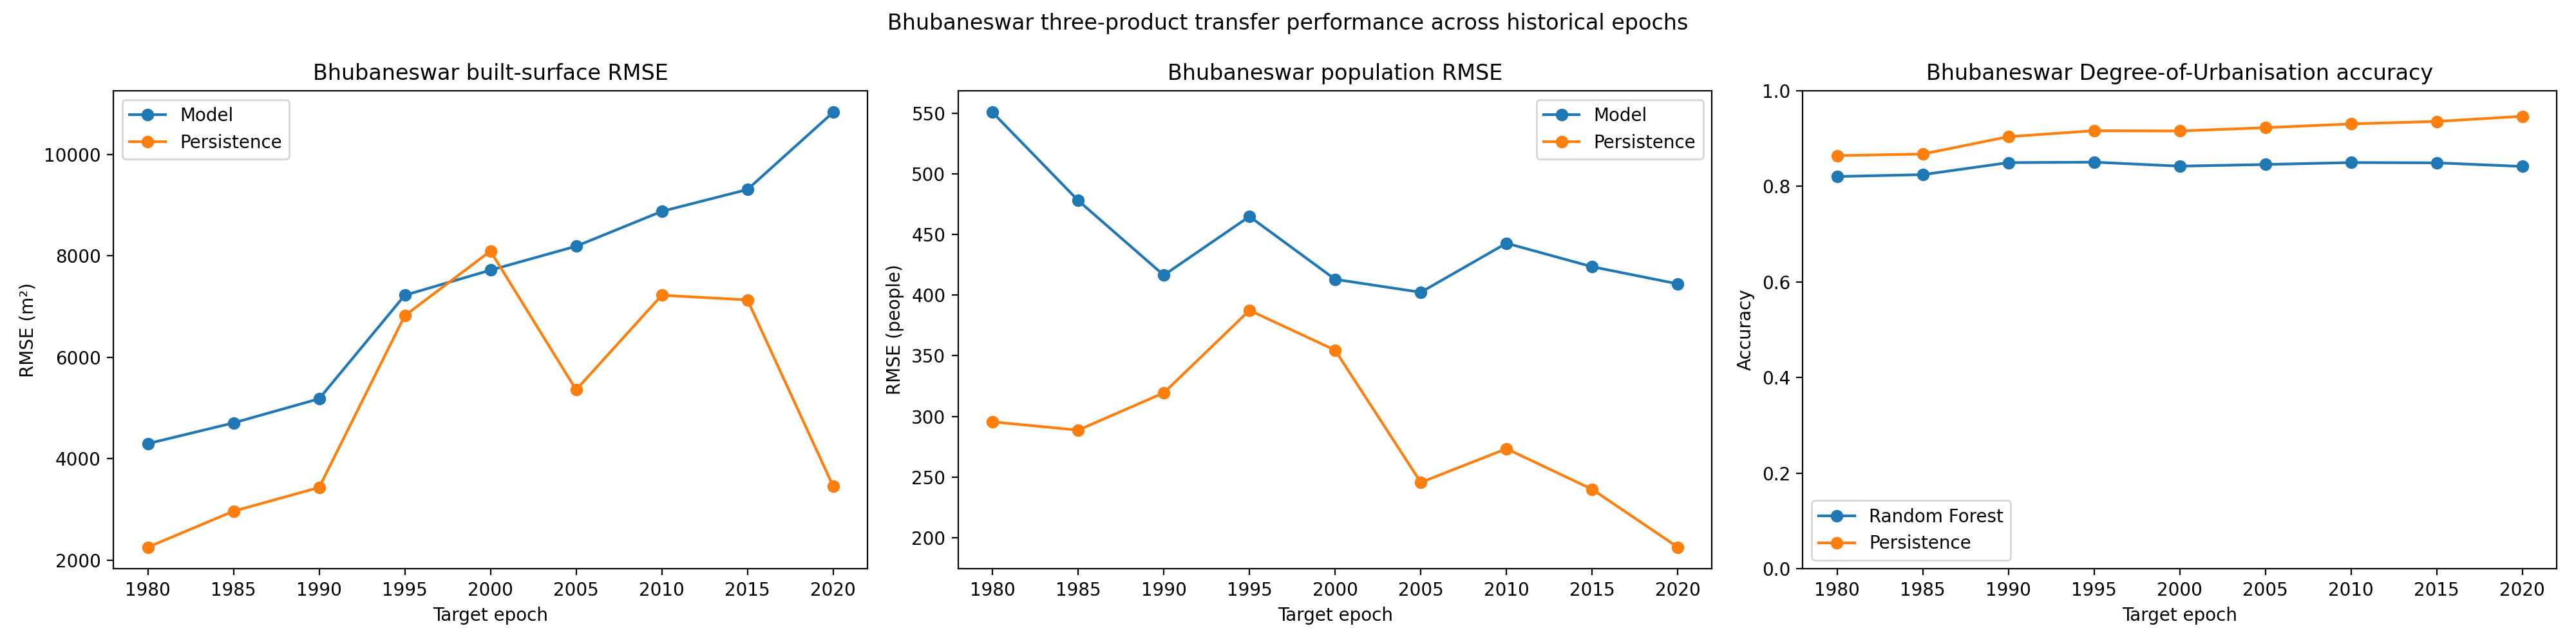 Bhubaneswar three-product transfer performance across historical epochs
Bhubaneswar built-surface RMSE
Model
Persistence
RMSE (m²)
10000
8000
6000
4000
2000
1980 1985 1990 1995 2000 2005 2010 2015 2020
Target epoch
Bhubaneswar population RMSE
Model
Persistence
RMSE (people)
550
500
450
400
350
300
250
200
1980 1985 1990 1995 2000 2005 2010 2015 2020
Target epoch
Bhubaneswar Degree-of-Urbanisation accuracy
Accuracy
1.0
0.8
0.6
0.4
0.2
0.0
Random Forest
Persistence
1980 1985 1990 1995 2000 2005 2010 2015 2020
Target epoch